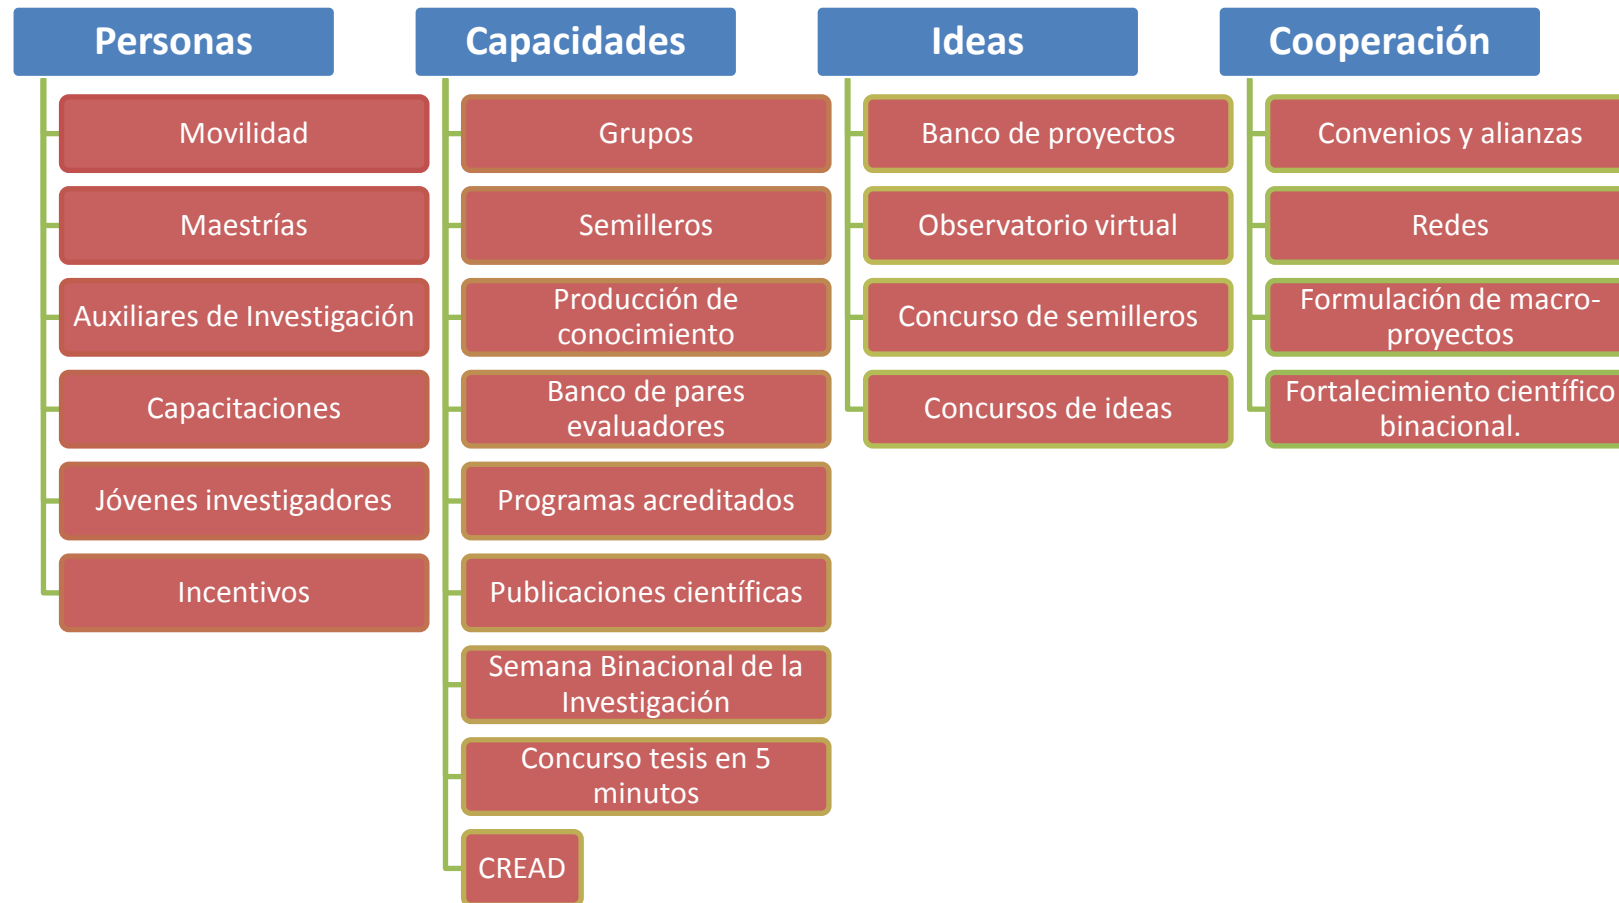 Personas
Movilidad
Maestrías
Auxiliares de Investigación
Capacitaciones
Jóvenes investigadores
Incentivos
Capacidades
Grupos
Semilleros
Producción de
conocimiento
Banco de pares
evaluadores
Programas acreditados
Publicaciones científicas
Semana Binacional de la
Investigación
Concurso tesis en 5
minutos
CREAD
Ideas
Banco de proyectos
Observatorio virtual
Concurso de semilleros
Concursos de ideas
Cooperación
Convenios y alianzas
Redes
Formulación de macro-
proyectos
Fortalecimiento científico
binacional.